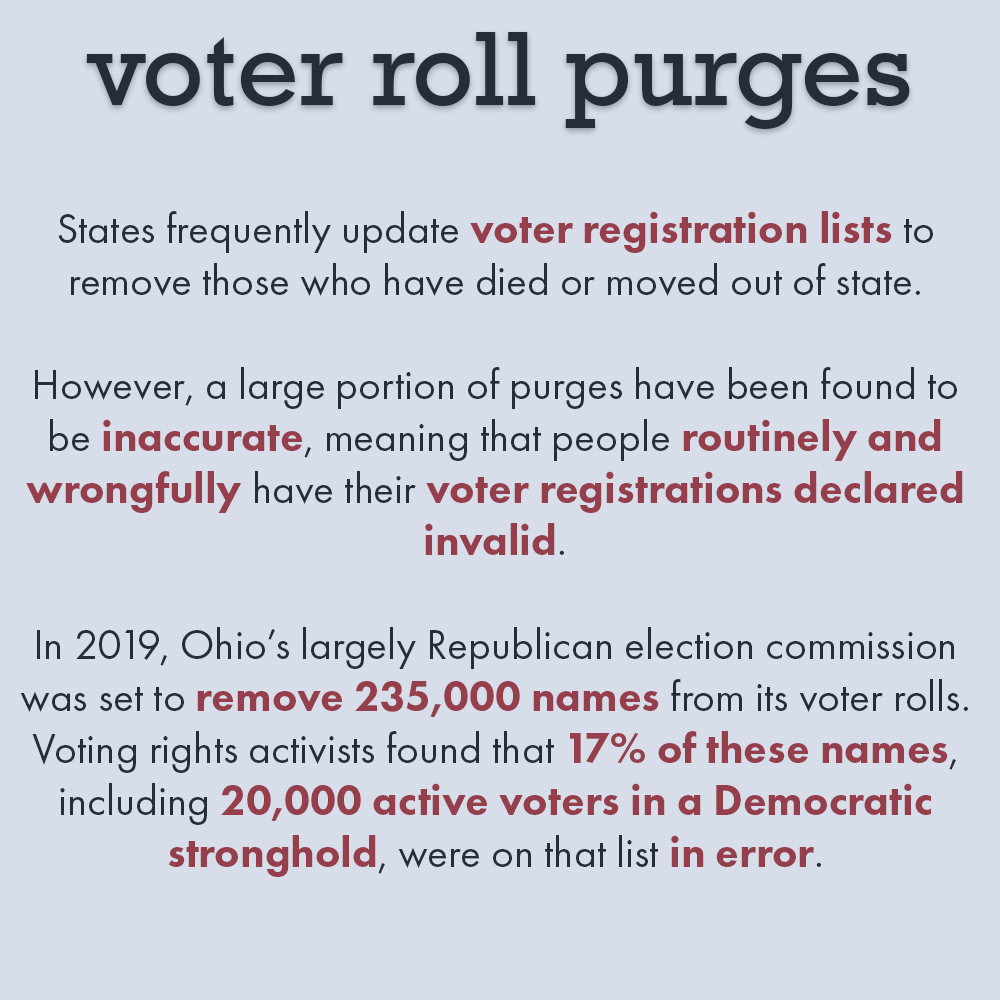 voter roll purges
States frequently update voter registration lists to
remove those who have died or moved out of state.
However, a large portion of purges have been found to
be inaccurate, meaning that people routinely and
wrongfully have their voter registrations declared
invalid.
In 2019, Ohio’s largely Republican election commission
was set to remove 235,000 names from its voter rolls.
Voting rights activists found that 17% of these names,
including 20,000 active voters in a Democratic
stronghold, were on that list in error.